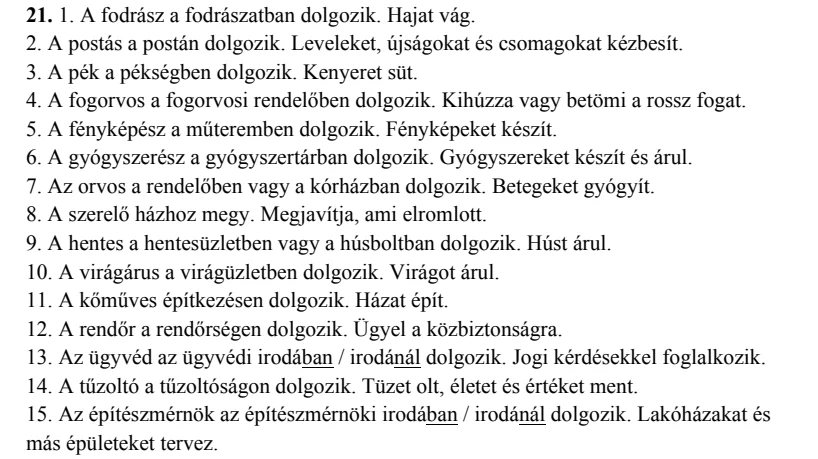 21. 1. A fodrász a fodrászatban dolgozik. Hajat vág.
2. A postás a postán dolgozik. Leveleket, újságokat és csomagokat kézbesít.
3. A pék a pékségben dolgozik. Kenyeret süt.
4. A fogorvos a fogorvosi rendelőben dolgozik. Kihúzza vagy betömi a rossz fogat.
5. A fényképész a műteremben dolgozik. Fényképeket készít.
6. A gyógyszerész a gyógyszertárban dolgozik. Gyógyszereket készít és árul.
7. Az orvos a rendelőben vagy a kórházban dolgozik. Betegeket gyógyít.
8. A szerelő házhoz megy. Megjavítja, ami elromlott.
9. A hentes a hentesüzletben vagy a húsboltban dolgozik. Húst árul.
10. A virágárus a virágüzletben dolgozik. Virágot árul.
11. A kőműves építkezésen dolgozik. Házat épít.
12. A rendőr a rendőrségen dolgozik. Ügyel a közbiztonságra.
13. Az ügyvéd az ügyvédi irodában / irodánál dolgozik. Jogi kérdésekkel foglalkozik.
14. A tűzoltó a tűzoltóságon dolgozik. Tüzet olt, életet és értéket ment.
15. Az építészmérnök az építészmérnöki irodában / irodánál dolgozik. Lakóházakat és
más épületeket tervez.